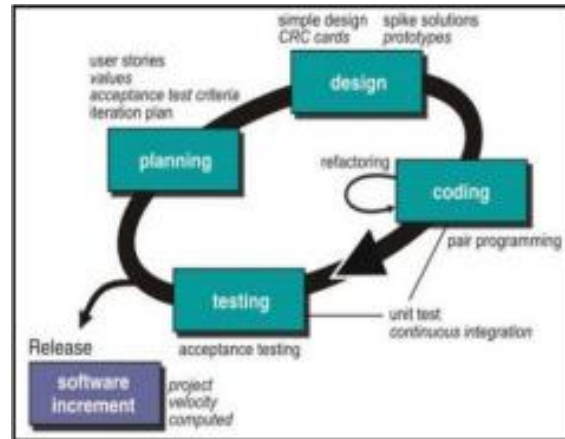 simple design
CRC cards
spike solutions
prototypes
user stories
values
acceptance test criteria
iteration plan
design
planning
refactoring
coding
pair programming
testing
unit test
continuous integration
acceptance testing
Release
software
increment
project
velocity
computed